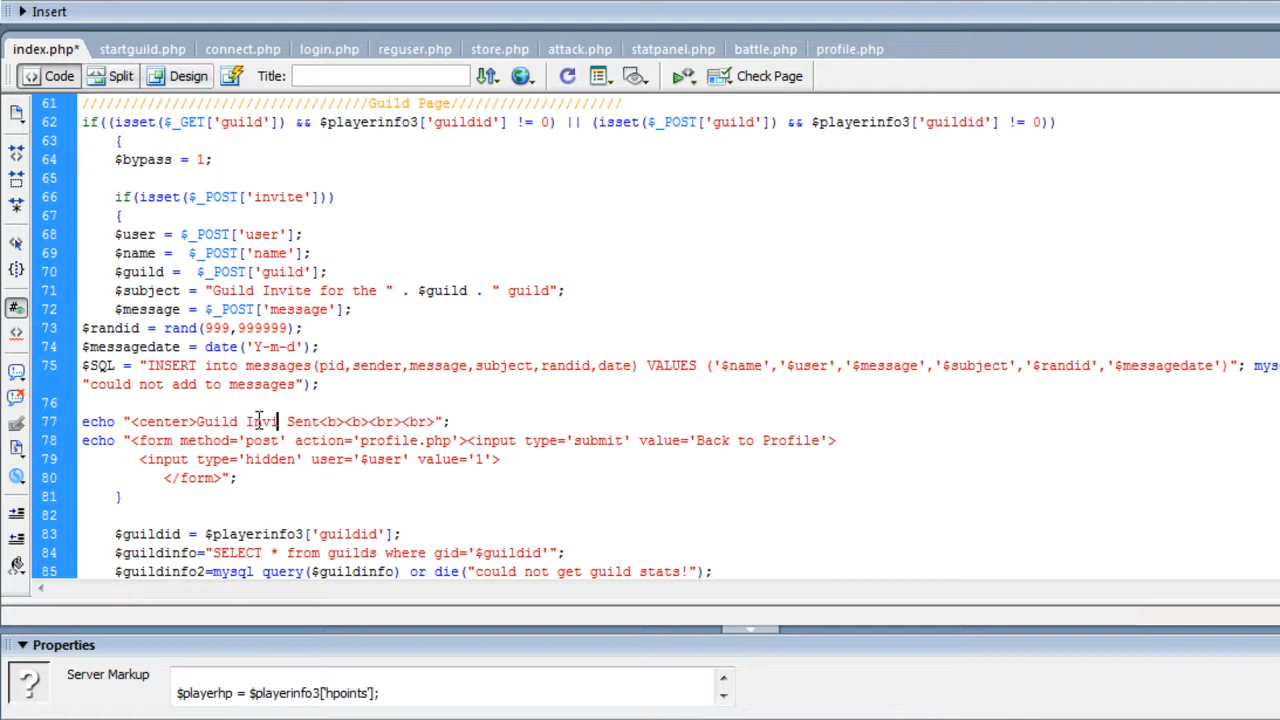 Insert
index.php* startguild.php connect.php login.php reguser.php store.php attack.php statpanel.php battle.php profile.php
Code Split Design Title: Check Page
61 ///////////////////////////////////Guild Page/////////////////////
62 if((isset($_GET['guild']) && $playerinfo3['guildid'] != 0) || (isset($_POST['guild']) && $playerinfo3['guildid'] != 0))
63 {
64 $bypass = 1;
65
66 if(isset($_POST['invite']))
67 {
68 $user = $_POST['user'];
69 $name = $_POST['name'];
70 $guild = $_POST['guild'];
71 $subject = "Guild Invite for the " . $guild . " guild";
72 $message = $_POST['message'];
73 $randid = rand(999,999999);
74 $messagedate = date('Y-m-d');
75 $SQL = "INSERT into messages(pid,sender,message,subject,randid,date) VALUES ('$name','$user','$message','$subject','$randid','$messagedate')"; mys
"could not add to messages");
76
77 echo "<center>Guild Invi Sent<b><b><br><br>";
78 echo "<form method='post' action='profile.php'><input type='submit' value='Back to Profile'>
79 <input type='hidden' user='$user' value='1'>
80 </form>";
81 }
82
83 $guildid = $playerinfo3['guildid'];
84 $guildinfo="SELECT * from guilds where gid='$guildid'";
85 $guildinfo2=mysql_query($guildinfo) or die("could not get guild stats!");
Properties
Server Markup
$playerhp = $playerinfo3['hpoints'];